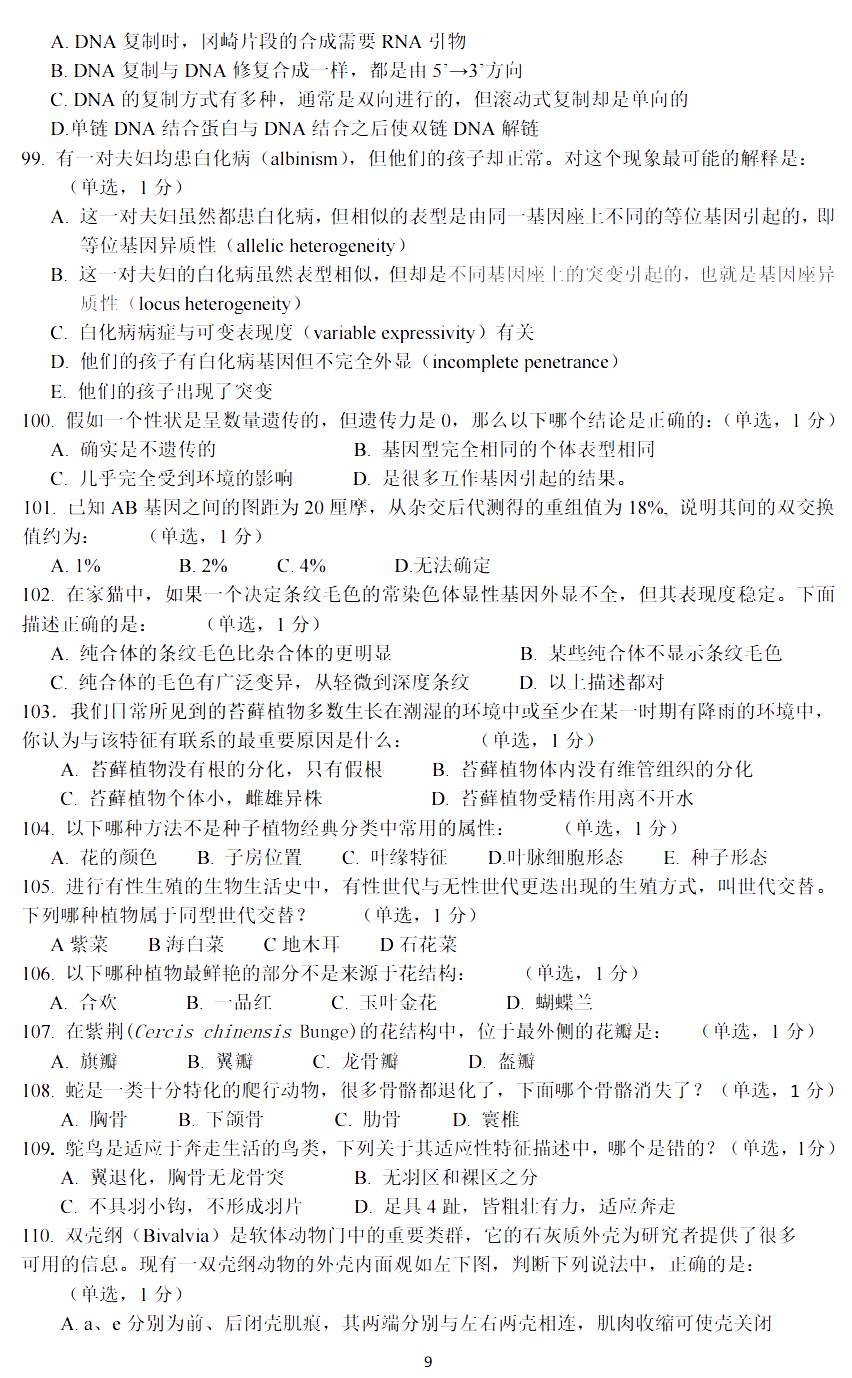 A. DNA 复制时，冈崎片段的合成需要 RNA 引物
B. DNA 复制与 DNA 修复合成一样，都是由 5’→3’方向
C. DNA 的复制方式有多种，通常是双向进行的，但滚动式复制却是单向的
D.单链 DNA 结合蛋白与 DNA 结合之后使双链 DNA 解链
99. 有一对夫妇均患白化病（albinism），但他们的孩子却正常。对这个现象最可能的解释是：
（单选，1 分）
A. 这一对夫妇虽然都患白化病，但相似的表型是由同一基因座上不同的等位基因引起的，即
等位基因异质性（allelic heterogeneity）
B. 这一对夫妇的白化病虽然表型相似，但却是不同基因座上的突变引起的，也就是基因座异
质性（locus heterogeneity）
C. 白化病病症与可变表现度（variable expressivity）有关
D. 他们的孩子有白化病基因但不完全外显（incomplete penetrance）
E. 他们的孩子出现了突变
100. 假如一个性状是呈数量遗传的，但遗传力是 0，那么以下哪个结论是正确的：（单选，1 分）
A. 确实是不遗传的 B. 基因型完全相同的个体表型相同
C. 几乎完全受到环境的影响 D. 是很多互作基因引起的结果。
101. 已知 AB 基因之间的图距为 20 厘摩，从杂交后代测得的重组值为 18%, 说明其间的双交换
值约为： （单选，1 分）
A. 1% B. 2% C. 4% D.无法确定
102. 在家猫中，如果一个决定条纹毛色的常染色体显性基因外显不全，但其表现度稳定。下面
描述正确的是： （单选，1 分）
A. 纯合体的条纹毛色比杂合体的更明显 B. 某些纯合体不显示条纹毛色
C. 纯合体的毛色有广泛变异，从轻微到深度条纹 D. 以上描述都对
103．我们日常所见到的苔藓植物多数生长在潮湿的环境中或至少在某一时期有降雨的环境中，
你认为与该特征有联系的最重要原因是什么： （单选，1 分）
A. 苔藓植物没有根的分化，只有假根 B. 苔藓植物体内没有维管组织的分化
C. 苔藓植物个体小，雌雄异株 D. 苔藓植物受精作用离不开水
104. 以下哪种方法不是种子植物经典分类中常用的属性： （单选，1 分）
A. 花的颜色 B. 子房位置 C. 叶缘特征 D.叶脉细胞形态 E. 种子形态
105. 进行有性生殖的生物生活史中，有性世代与无性世代更迭出现的生殖方式，叫世代交替。
下列哪种植物属于同型世代交替？ （单选，1 分）
A 紫菜 B 海白菜 C 地木耳 D 石花菜
106. 以下哪种植物最鲜艳的部分不是来源于花结构： （单选，1 分）
A. 合欢 B. 一品红 C. 玉叶金花 D. 蝴蝶兰
107. 在紫荆(Cercis chinensis Bunge)的花结构中，位于最外侧的花瓣是： （单选，1 分）
A. 旗瓣 B. 翼瓣 C. 龙骨瓣 D. 盔瓣
108. 蛇是一类十分特化的爬行动物，很多骨骼都退化了，下面哪个骨骼消失了？（单选，1 分）
A. 胸骨 B. 下颌骨 C. 肋骨 D. 寰椎
109. 鸵鸟是适应于奔走生活的鸟类，下列关于其适应性特征描述中，哪个是错的？（单选，1分）
A. 翼退化，胸骨无龙骨突 B. 无羽区和裸区之分
C. 不具羽小钩，不形成羽片 D. 足具 4 趾，皆粗壮有力，适应奔走
110. 双壳纲（Bivalvia）是软体动物门中的重要类群，它的石灰质外壳为研究者提供了很多
可用的信息。现有一双壳纲动物的外壳内面观如左下图，判断下列说法中，正确的是：
（单选，1 分）
A. a、e 分别为前、后闭壳肌痕，其两端分别与左右两壳相连，肌肉收缩可使壳关闭
9